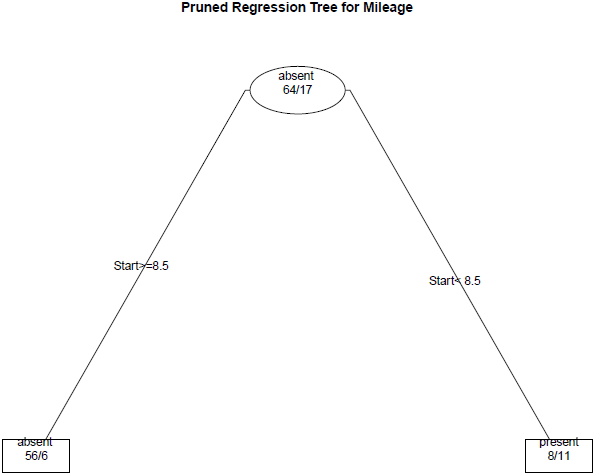 Pruned Regression Tree for Mileage
absent
64/17
Start>=8.5
Start< 8.5
absent
56/6
present
8/11